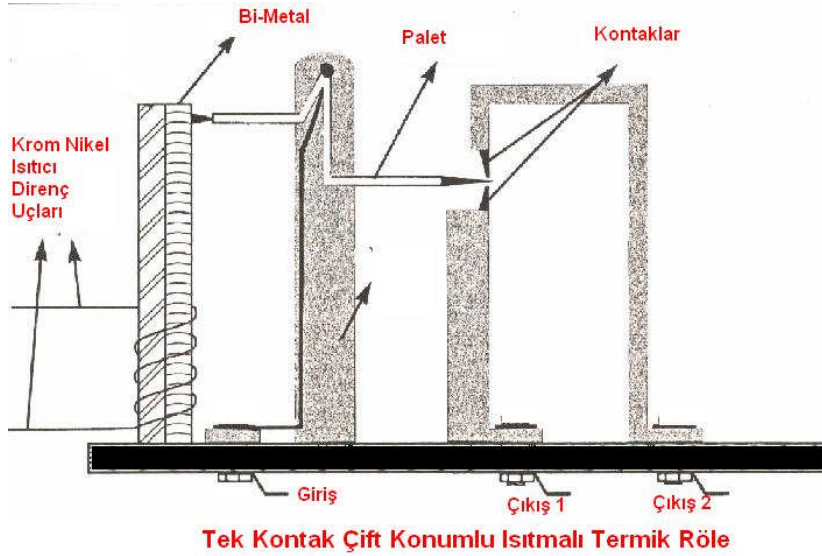 Bi-Metal
Palet
Kontaklar
Krom Nikel
Isıtıcı
Direnç
Uçları
Giriş
Çıkış 1
Çıkış 2
Tek Kontak Çift Konumlu Isıtmalı Termik Röle